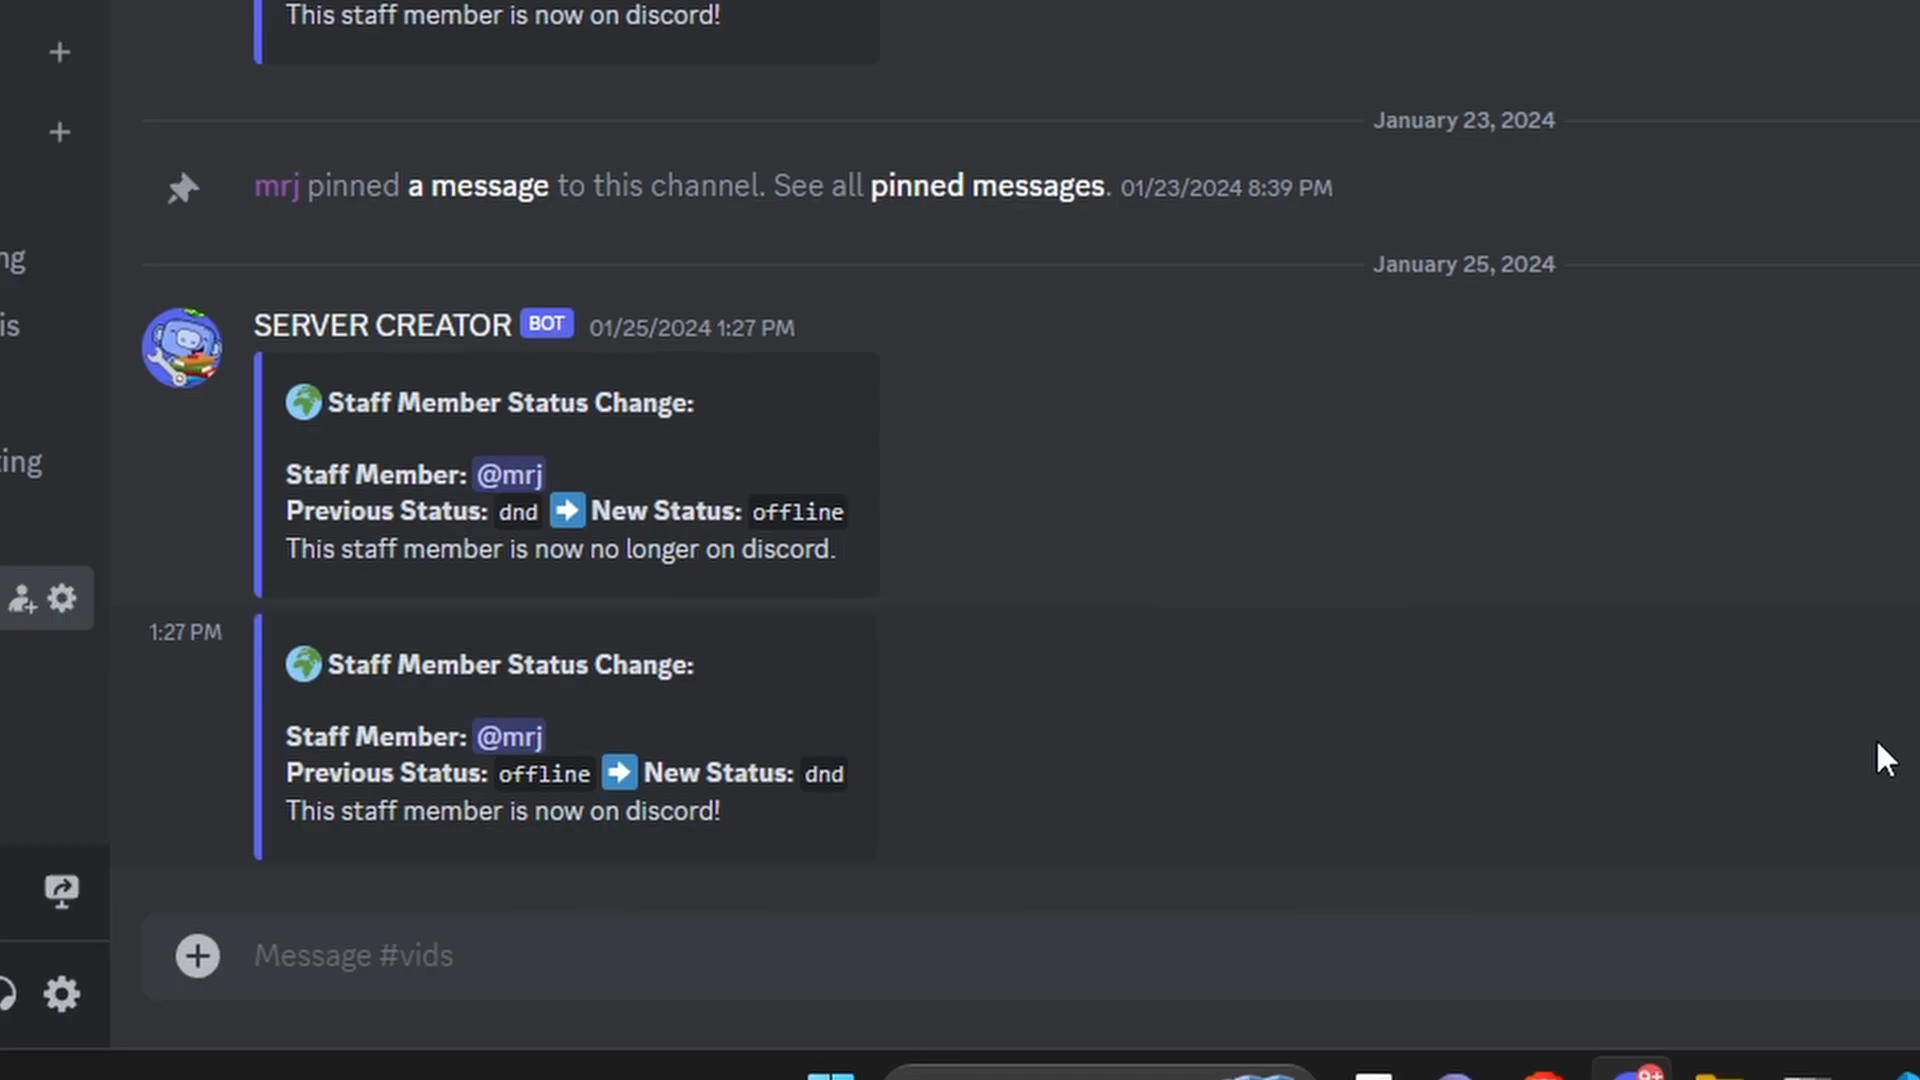 This staff member is now on discord!
January 23, 2024
mrj pinned a message to this channel. See all pinned messages. 01/23/2024 8:39 PM
ng
January 25, 2024
is
SERVER CREATOR BOT 01/25/2024 1:27 PM
Staff Member Status Change:
ting
Staff Member: @mrj
Previous Status: dnd ➡ New Status: offline
This staff member is now no longer on discord.
1:27 PM
Staff Member Status Change:
Staff Member: @mrj
Previous Status: offline ➡ New Status: dnd
This staff member is now on discord!
Message #vids
9+